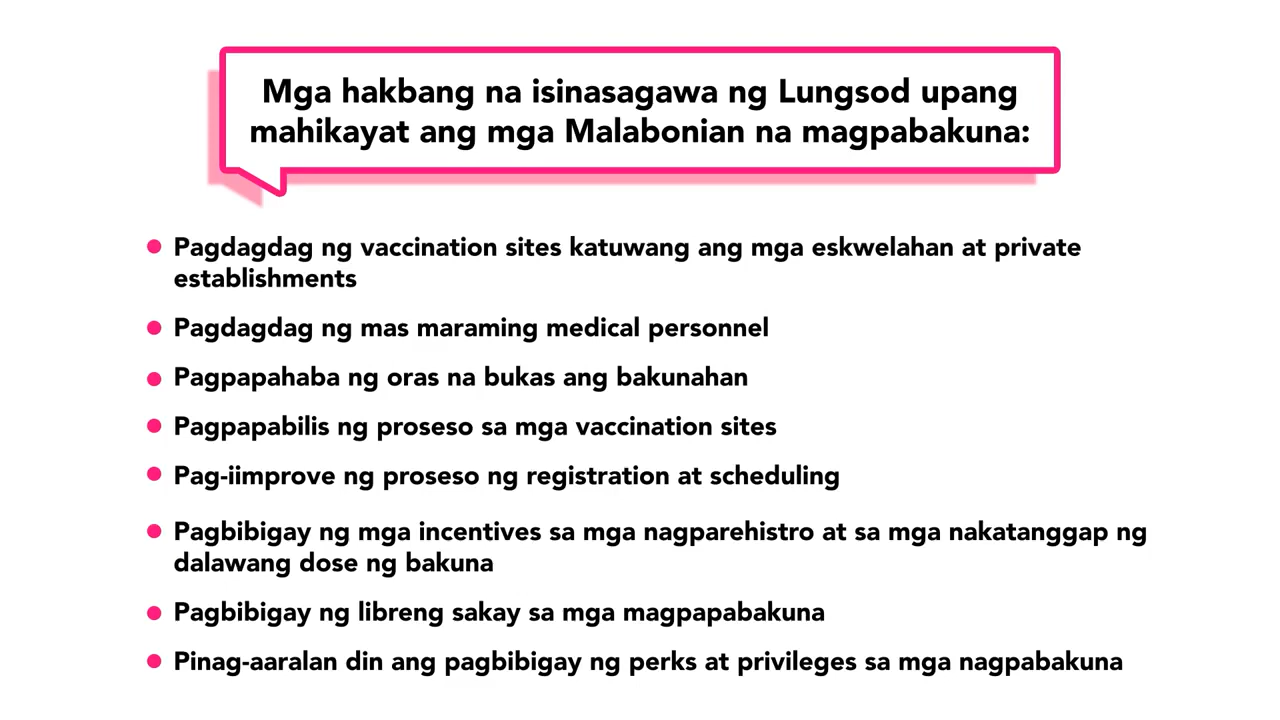 Mga hakbang na isinasagawa ng Lungsod upang
mahikayat ang mga Malabonian na magpabakuna:
Pagdagdag ng vaccination sites katuwang ang mga eskwelahan at private
establishments
Pagdagdag ng mas maraming medical personnel
Pagpapahaba ng oras na bukas ang bakunahan
Pagpapabilis ng proseso sa mga vaccination sites
Pag-iimprove ng proseso ng registration at scheduling
Pagbibigay ng mga incentives sa mga nagparehistro at sa mga nakatanggap ng
dalawang dose ng bakuna
Pagbibigay ng libreng sakay sa mga magpapabakuna
Pinag-aaralan din ang pagbibigay ng perks at privileges sa mga nagpabakuna